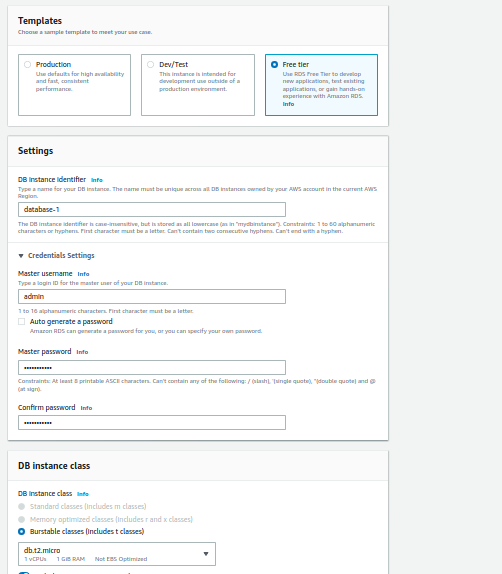 Templates
Choose a sample template to meet your use case.
Production
Use defaults for high availability
and fast, consistent
performance.
Dev/Test
This instance is intended for
development use outside of a
production environment.
Free tier
Use RDS Free Tier to develop
new applications, test existing
applications, or gain hands-on
experience with Amazon RDS.
Info
Settings
DB instance identifier Info
Type a name for your DB instance. The name must be unique across all DB instances owned by your AWS account in the current AWS
Region.
database-1
The DB instance identifier is case-insensitive, but is stored as all lowercase (as in "mydbinstance"). Constraints: 1 to 60 alphanumeric
characters or hyphens. First character must be a letter. Can't contain two consecutive hyphens. Can't end with a hyphen.
▼ Credentials Settings
Master username Info
Type a login ID for the master user of your DB instance.
admin
1 to 16 alphanumeric characters. First character must be a letter.
Auto generate a password
Amazon RDS can generate a password for you, or you can specify your own password.
Master password Info
•••••••••••
Constraints: At least 8 printable ASCII characters. Can't contain any of the following: / (slash), '(single quote), "(double quote) and @
(at sign).
Confirm password Info
•••••••••••
DB instance class
DB instance class Info
Standard classes (includes m classes)
Memory optimized classes (includes r and x classes)
Burstable classes (includes t classes)
db.t2.micro
1 vCPUs 1 GiB RAM Not EBS Optimized